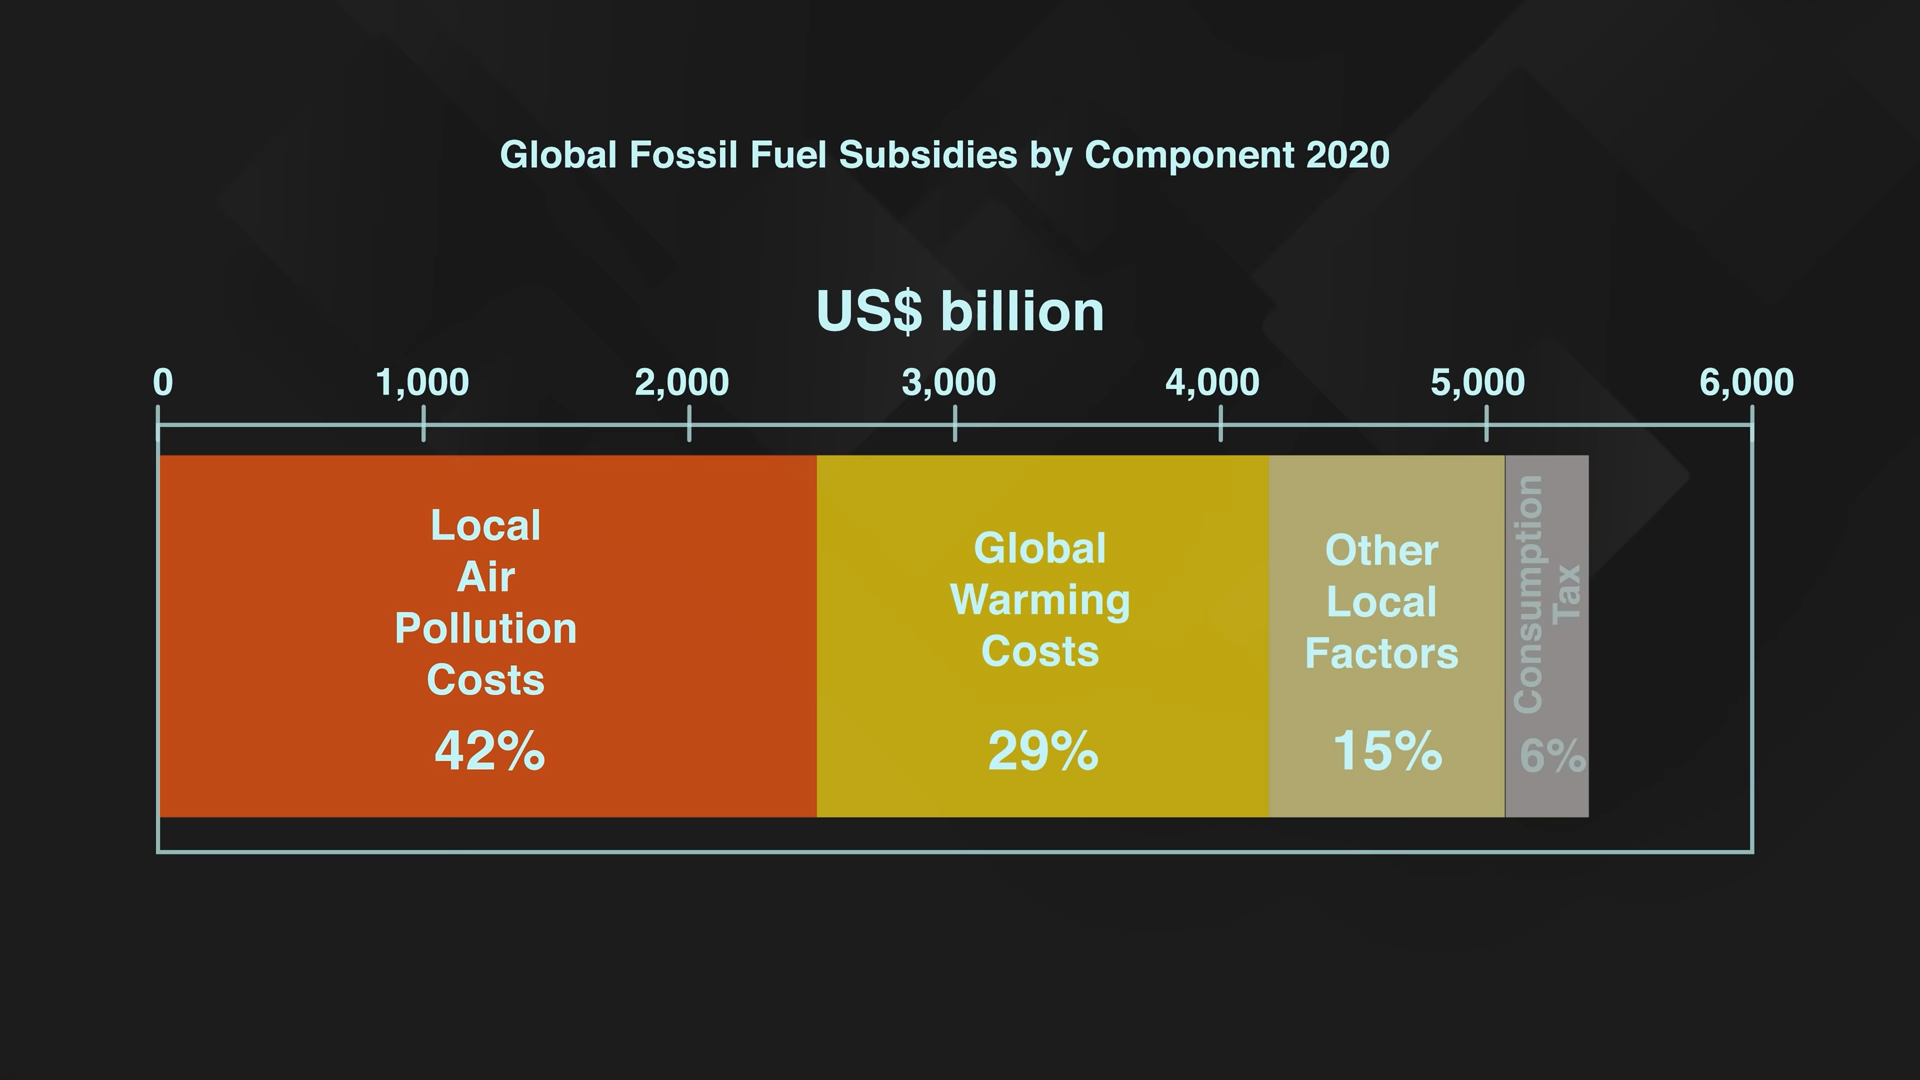 Global Fossil Fuel Subsidies by Component 2020
US$ billion
0 1,000 2,000 3,000 4,000 5,000 6,000
Local
Air
Pollution
Costs
42%
Global
Warming
Costs
29%
Other
Local
Factors
15%
Consumption
Tax
6%